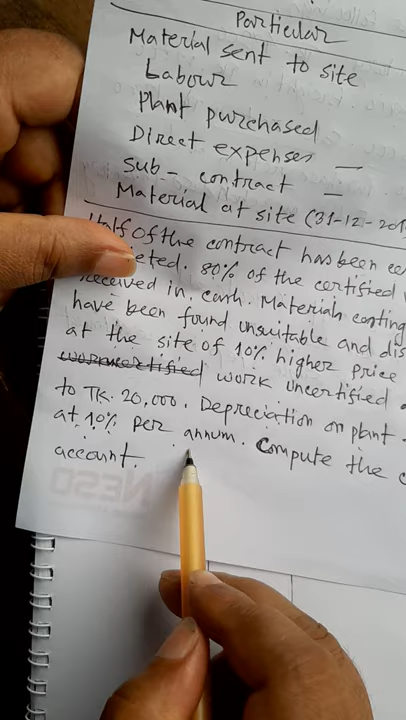 Particular
Material sent to site
Labour
Plant purchased
Direct expenses —
Sub - contract —
Material at site (31-12-201
Half of the contract has been ce
80% of the certified
received in cash. Materials costing
have been found unsuitable and dis
at the site of 10% higher price
work uncertified
to TK. 20,000. Depreciation on plant
at 10% per annum. Compute the c
account.